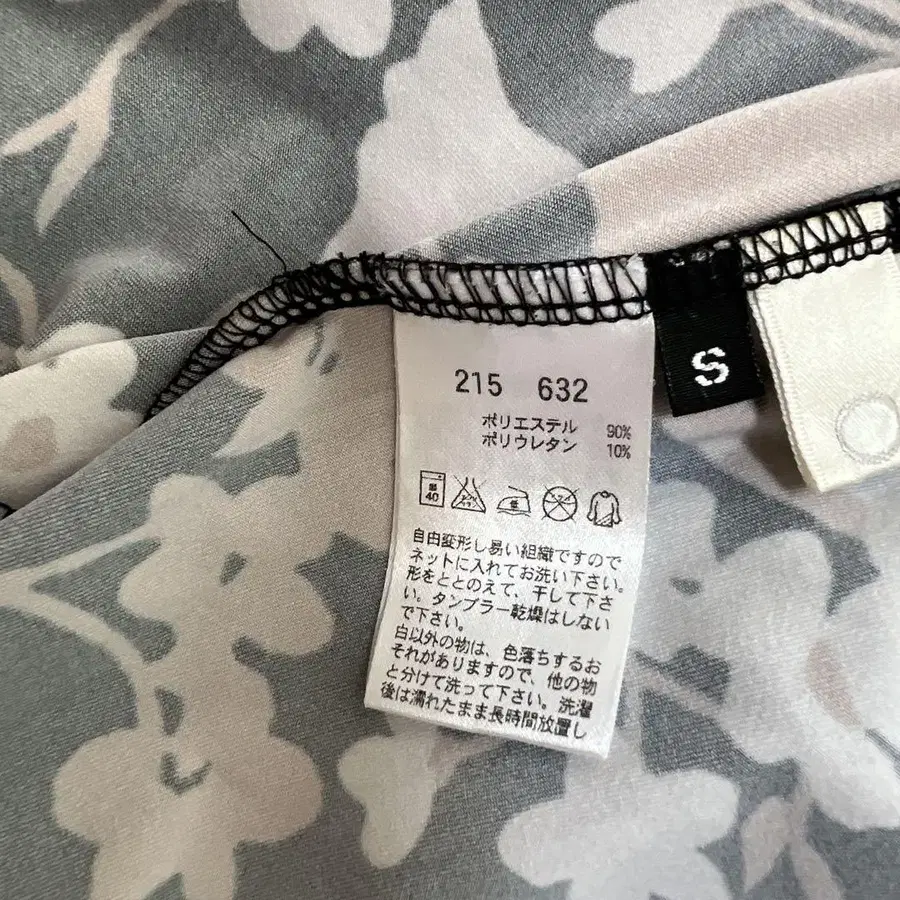 215 632
ポリエステル 90%
ポリウレタン 10%
40
低
自由変形し易い組織ですので
ネットに入れてお洗い下さい。
形をととのえて、干して下さ
い。タンブラー乾燥はしない
で下さい。
白以外の物は、色落ちするお
それがありますので、他の物
と分けて洗って下さい。洗濯
後は濡れたまま長時間放置し
S